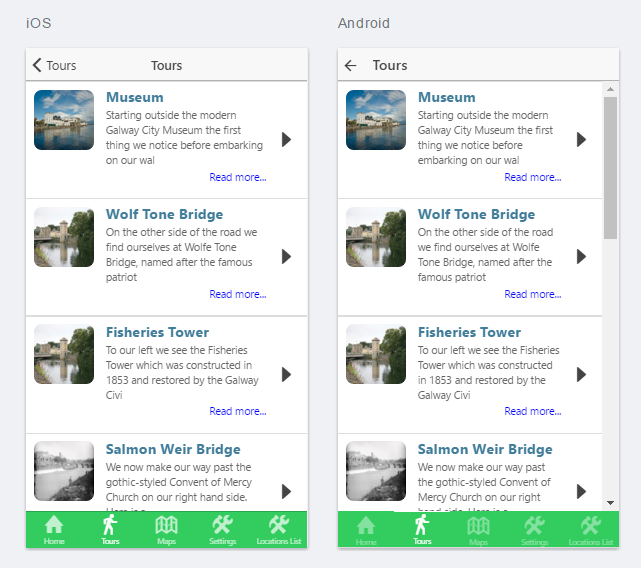 iOS
Tours
Tours
Museum
Starting outside the modern
Galway City Museum the first
thing we notice before embarking
on our wal
Read more...
Wolf Tone Bridge
On the other side of the road we
find ourselves at Wolfe Tone
Bridge, named after the famous
patriot
Read more...
Fisheries Tower
To our left we see the Fisheries
Tower which was constructed in
1853 and restored by the Galway
Civi
Read more...
Salmon Weir Bridge
We now make our way past the
gothic-styled Convent of Mercy
Church on our right hand side.
Here is a
Home
Tours
Maps
Settings
Locations List
Android
Tours
Museum
Starting outside the modern
Galway City Museum the first
thing we notice before
embarking on our wal
Read more...
Wolf Tone Bridge
On the other side of the road
we find ourselves at Wolfe
Tone Bridge, named after the
famous patriot
Read more...
Fisheries Tower
To our left we see the Fisheries
Tower which was constructed
in 1853 and restored by the
Galway Civi
Read more...
Salmon Weir Bridge
We now make our way past
the gothic-styled Convent of
Mercy Church on our right
hand side. Here is a
Home
Tours
Maps
Settings
Locations List